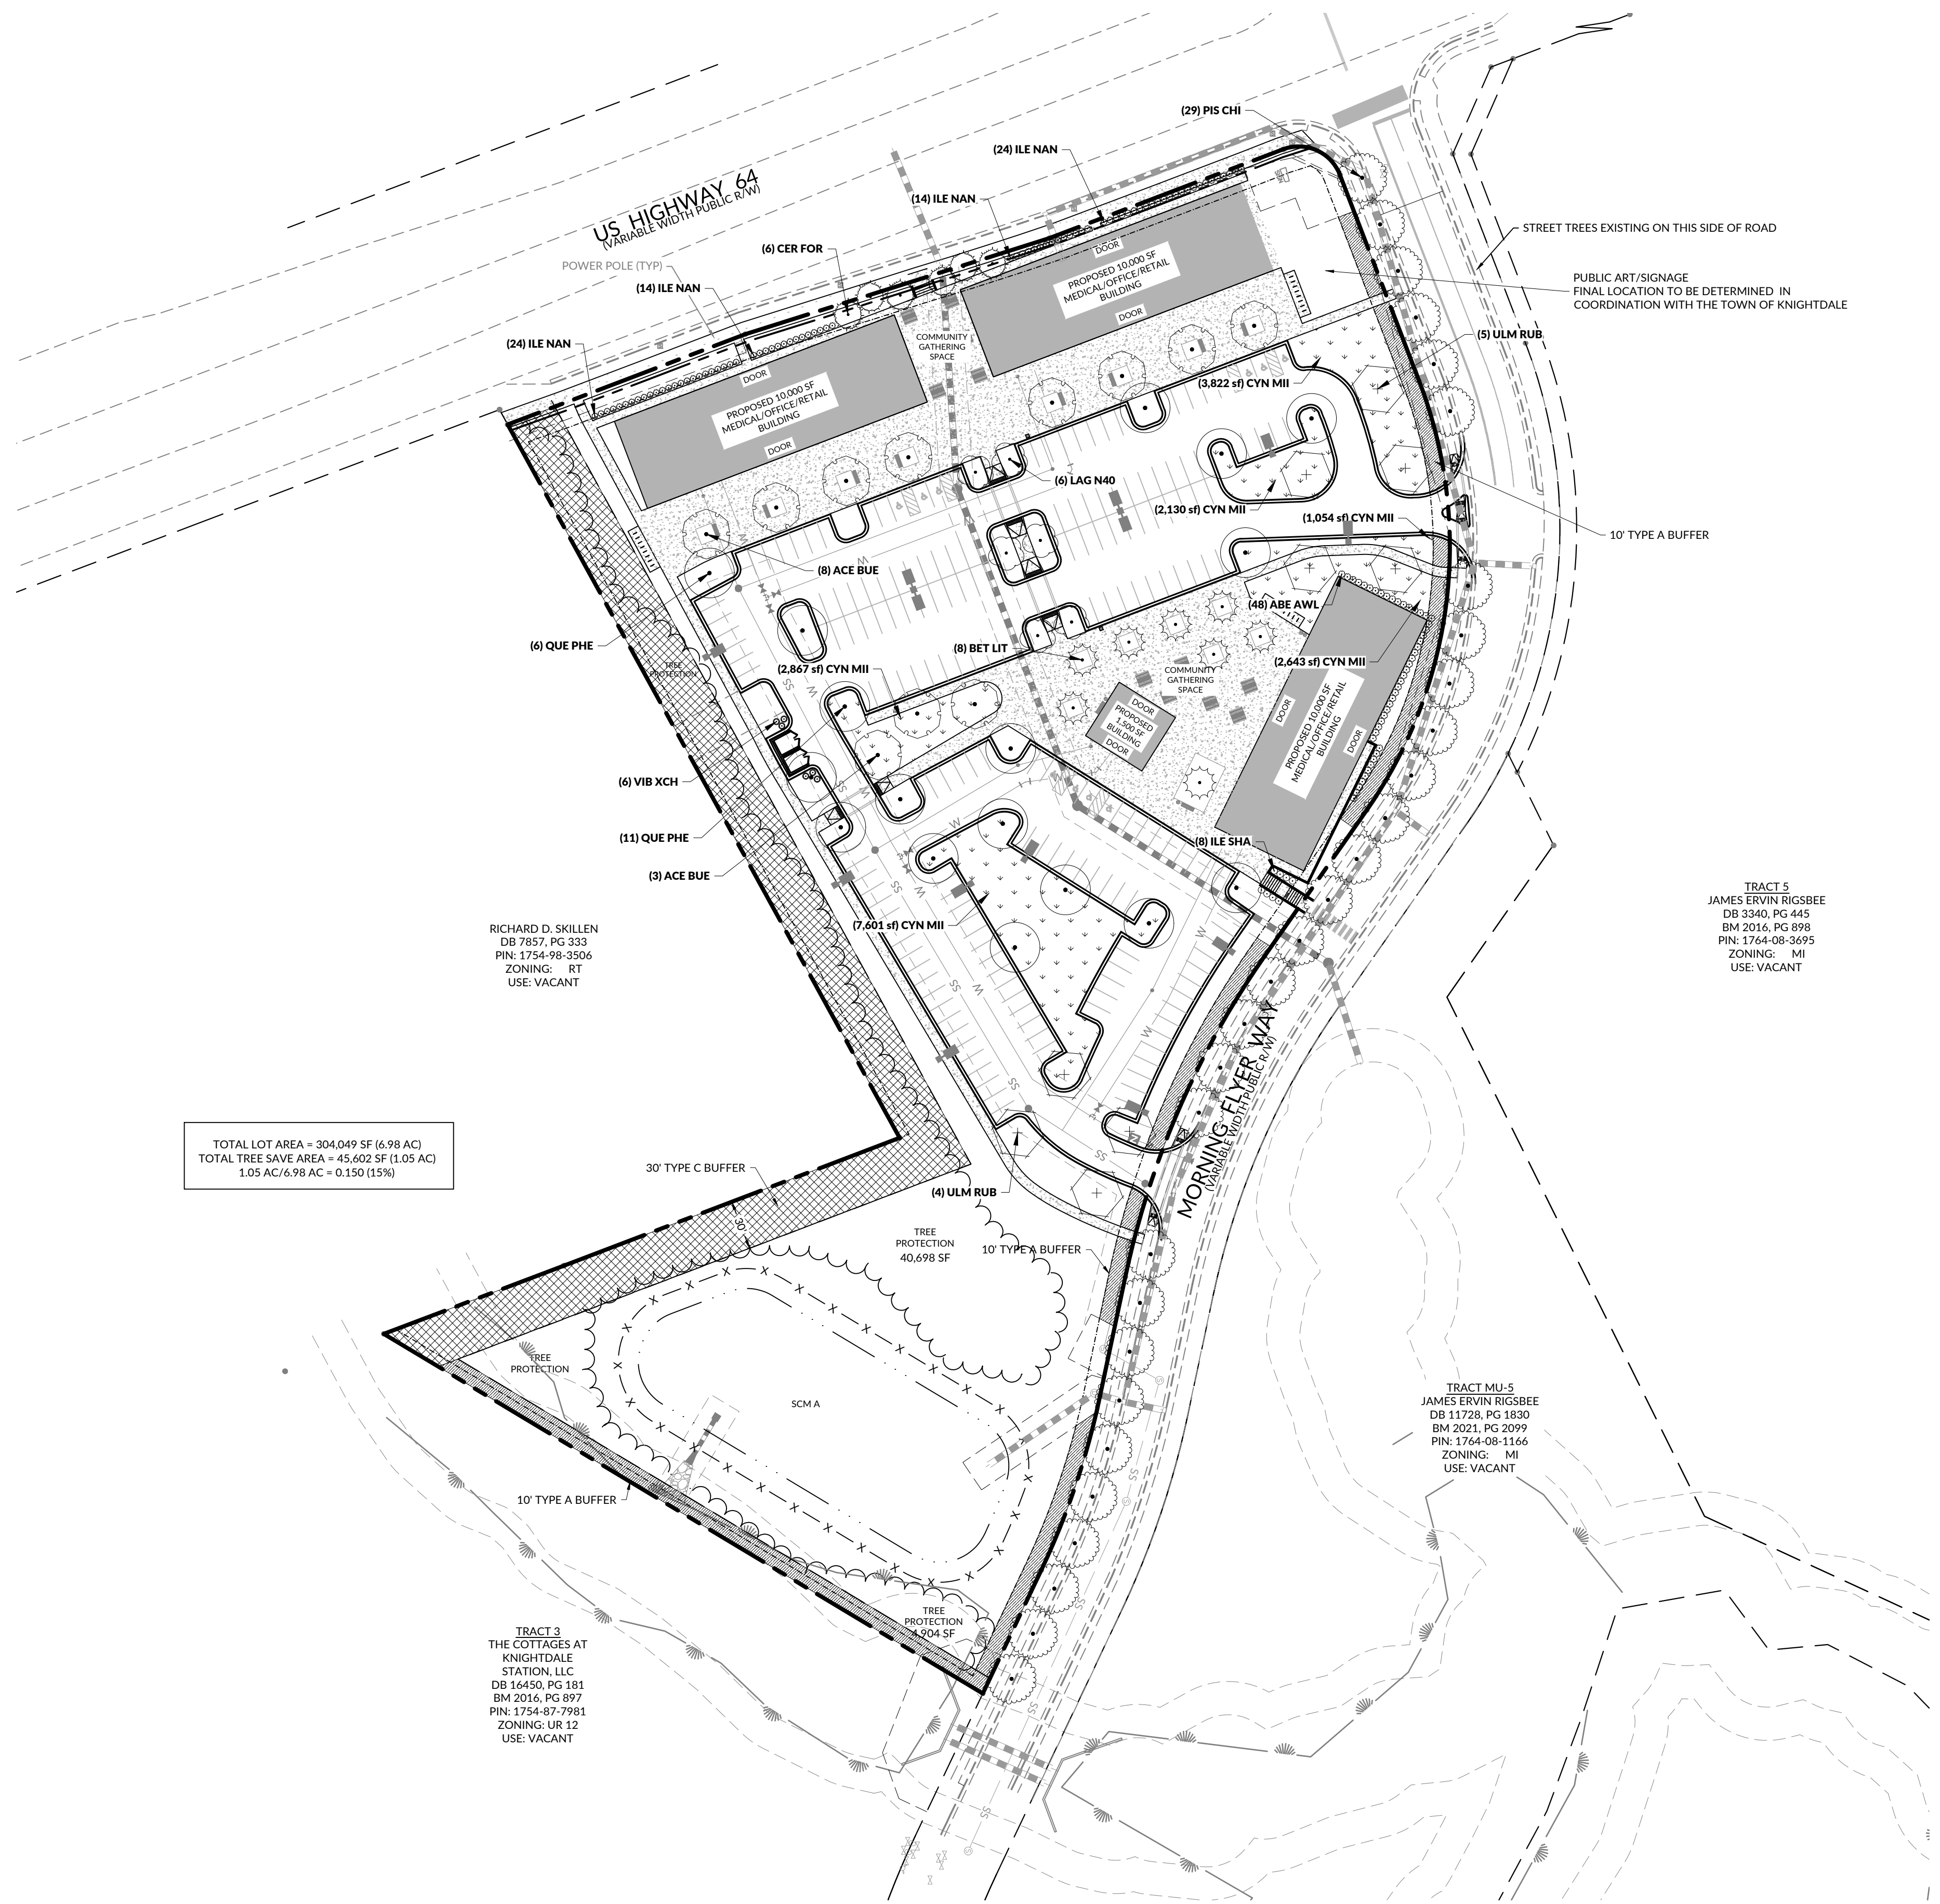 (29) PIS CHI
(24) ILE NAN
(14) ILE NAN
US HIGHWAY 64
(VARIABLE WIDTH PUBLIC R/W)
STREET TREES EXISTING ON THIS SIDE OF ROAD
(6) CER FOR
DOOR
PROPOSED 10,000 SF
MEDICAL/OFFICE/RETAIL
BUILDING
DOOR
POWER POLE (TYP)
(14) ILE NAN
PUBLIC ART/SIGNAGE
FINAL LOCATION TO BE DETERMINED IN
COORDINATION WITH THE TOWN OF KNIGHTDALE
(24) ILE NAN
COMMUNITY
GATHERING
SPACE
(5) ULM RUB
DOOR
PROPOSED 10,000 SF
MEDICAL/OFFICE/RETAIL
BUILDING
DOOR
(3,822 sf) CYN MII
(6) LAG N40
(2,130 sf) CYN MII
(1,054 sf) CYN MII
10' TYPE A BUFFER
(8) ACE BUE
(48) ABE AWL
(6) QUE PHE
(8) BET LIT
TREE
PROTECTION
(2,867 sf) CYN MII
(2,643 sf) CYN MII
COMMUNITY
GATHERING
SPACE
DOOR
PROPOSED
1,500 SF
BUILDING
DOOR
DOOR
PROPOSED 10,000 SF
MEDICAL/OFFICE/RETAIL
BUILDING
DOOR
(6) VIB XCH
(11) QUE PHE
(8) ILE SHA
(3) ACE BUE
(7,601 sf) CYN MII
TRACT 5
JAMES ERVIN RIGSBEE
DB 3340, PG 445
BM 2016, PG 898
PIN: 1764-08-3695
ZONING: MI
USE: VACANT
RICHARD D. SKILLEN
DB 7857, PG 333
PIN: 1754-98-3506
ZONING: RT
USE: VACANT
MORNING FLYER WAY
(VARIABLE WIDTH PUBLIC R/W)
TOTAL LOT AREA = 304,049 SF (6.98 AC)
TOTAL TREE SAVE AREA = 45,602 SF (1.05 AC)
1.05 AC/6.98 AC = 0.150 (15%)
30' TYPE C BUFFER
30'
(4) ULM RUB
TREE
PROTECTION
40,698 SF
10' TYPE A BUFFER
TREE
PROTECTION
SCM A
TRACT MU-5
JAMES ERVIN RIGSBEE
DB 11728, PG 1830
BM 2021, PG 2099
PIN: 1764-08-1166
ZONING: MI
USE: VACANT
10' TYPE A BUFFER
TREE
PROTECTION
4,904 SF
TRACT 3
THE COTTAGES AT
KNIGHTDALE
STATION, LLC
DB 16450, PG 181
BM 2016, PG 897
PIN: 1754-87-7981
ZONING: UR 12
USE: VACANT
SS
SS
SS
SS
SS
SS
SS
SS
SS
SS
W
W
W
W
W
W
W
W